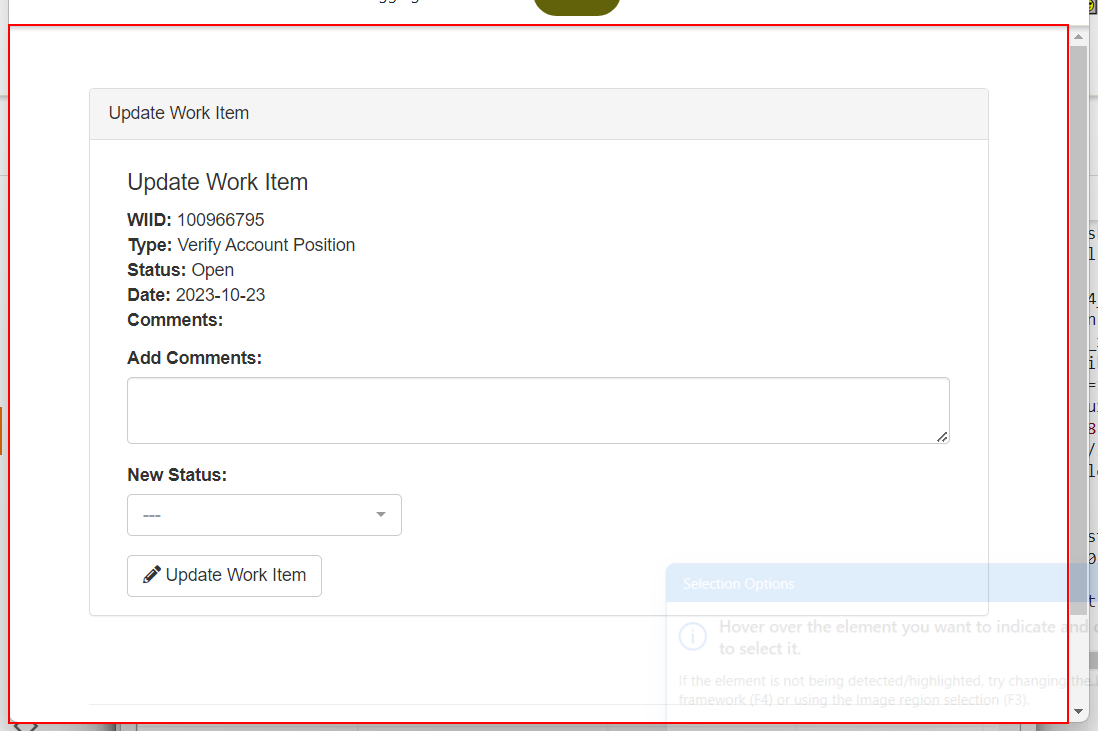 Update Work Item
Update Work Item
WIID: 100966795
Type: Verify Account Position
Status: Open
Date: 2023-10-23
Comments:
Add Comments:
New Status:
---
Update Work Item
Selection Options
Hover over the element you want to indicate and
to select it.
If the element is not being detected/highlighted, try changing the
framework (F4) or using the Image region selection (F3).